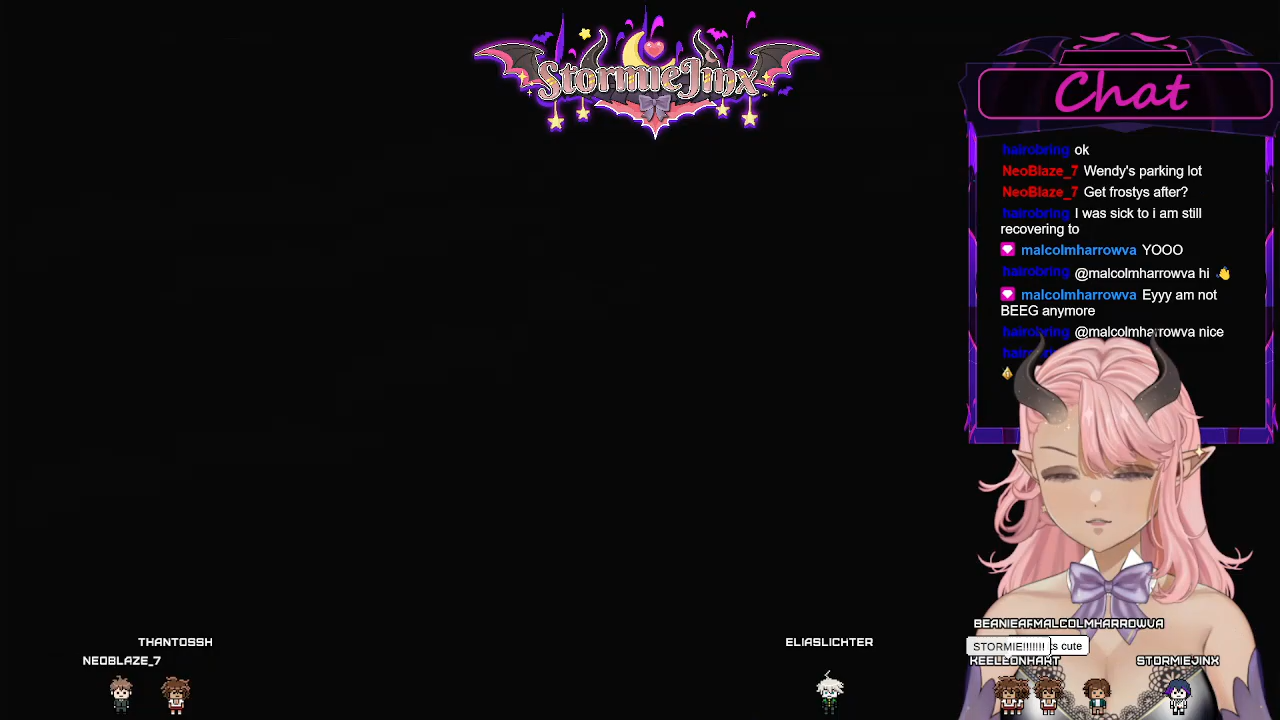 StormieJinx
Chat
hairobring ok
NeoBlaze_7 Wendy's parking lot
NeoBlaze_7 Get frostys after?
hairobring I was sick to i am still
recovering to
malcolmharrowva YOOO
hairobring @malcolmharrowva hi
malcolmharrowva Eyyy am not
BEEG anymore
hairobring @malcolmharrowva nice
THANTOSSH
NEOBLAZE_7
ELIASLICHTER
MALCOLMHARROWVA
STORMIE!!!!!!! cute
KEELEONHART
STORMIEJINX